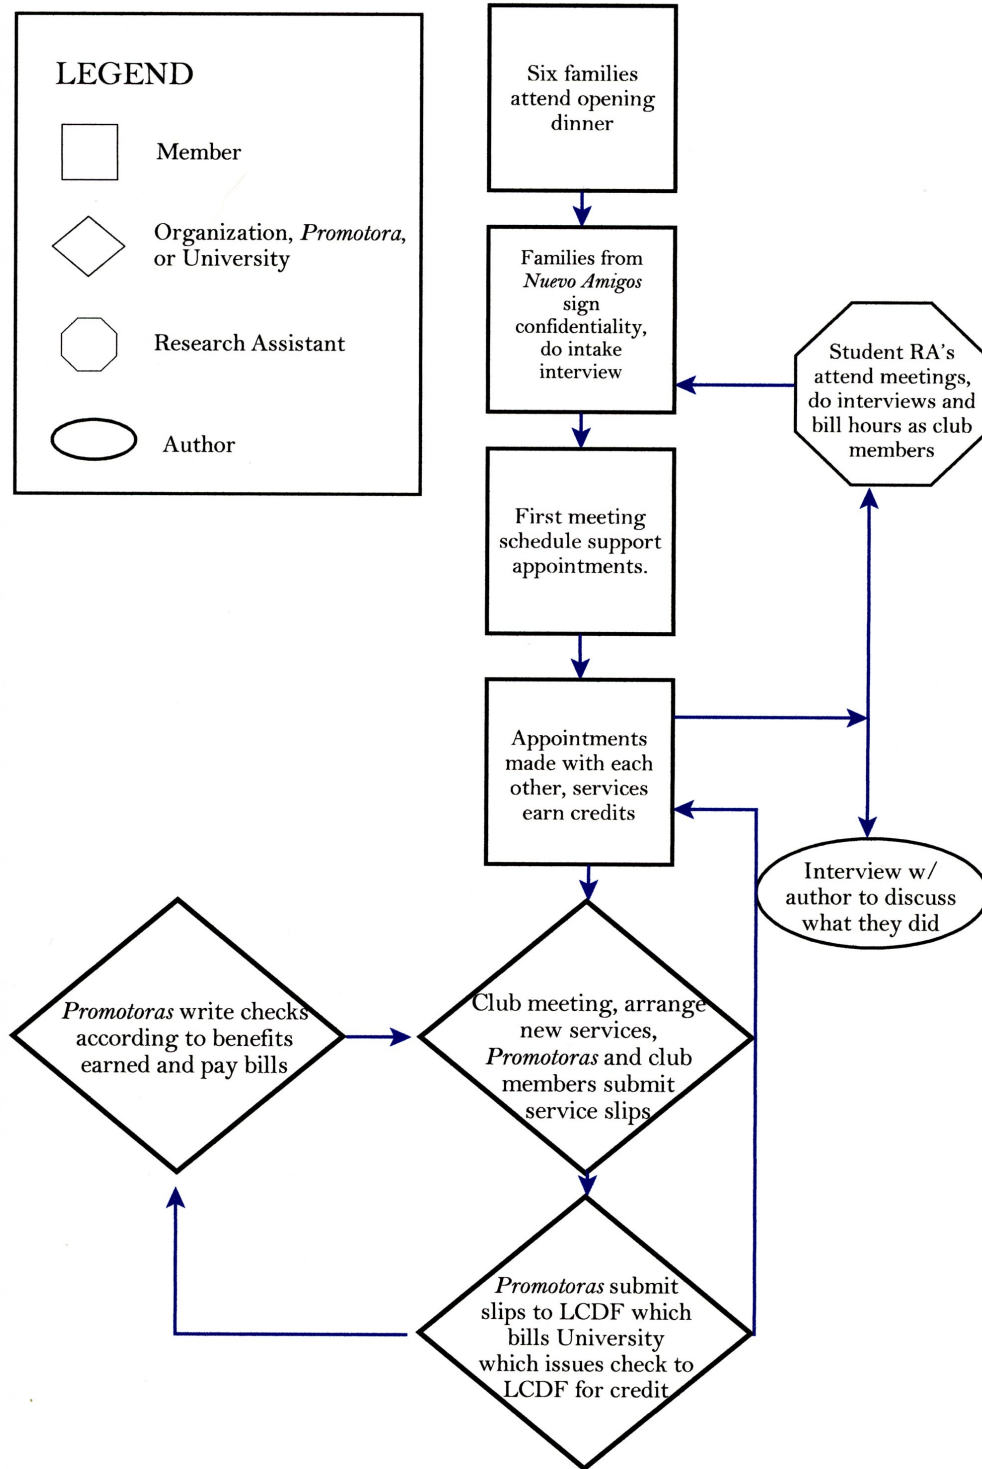 LEGEND
Member
Organization, Promotora,
or University
Research Assistant
Author
Six families
attend opening
dinner
Families from
Nuevo Amigos
sign
confidentiality,
do intake
interview
Student RA's
attend meetings,
do interviews and
bill hours as club
members
First meeting
schedule support
appointments.
Appointments
made with each
other, services
earn credits
Interview w/
author to discuss
what they did
Promotoras write checks
according to benefits
earned and pay bills
Club meeting, arrange
new services,
Promotoras and club
members submit
service slips
Promotoras submit
slips to LCDF which
bills University
which issues check to
LCDF for credit